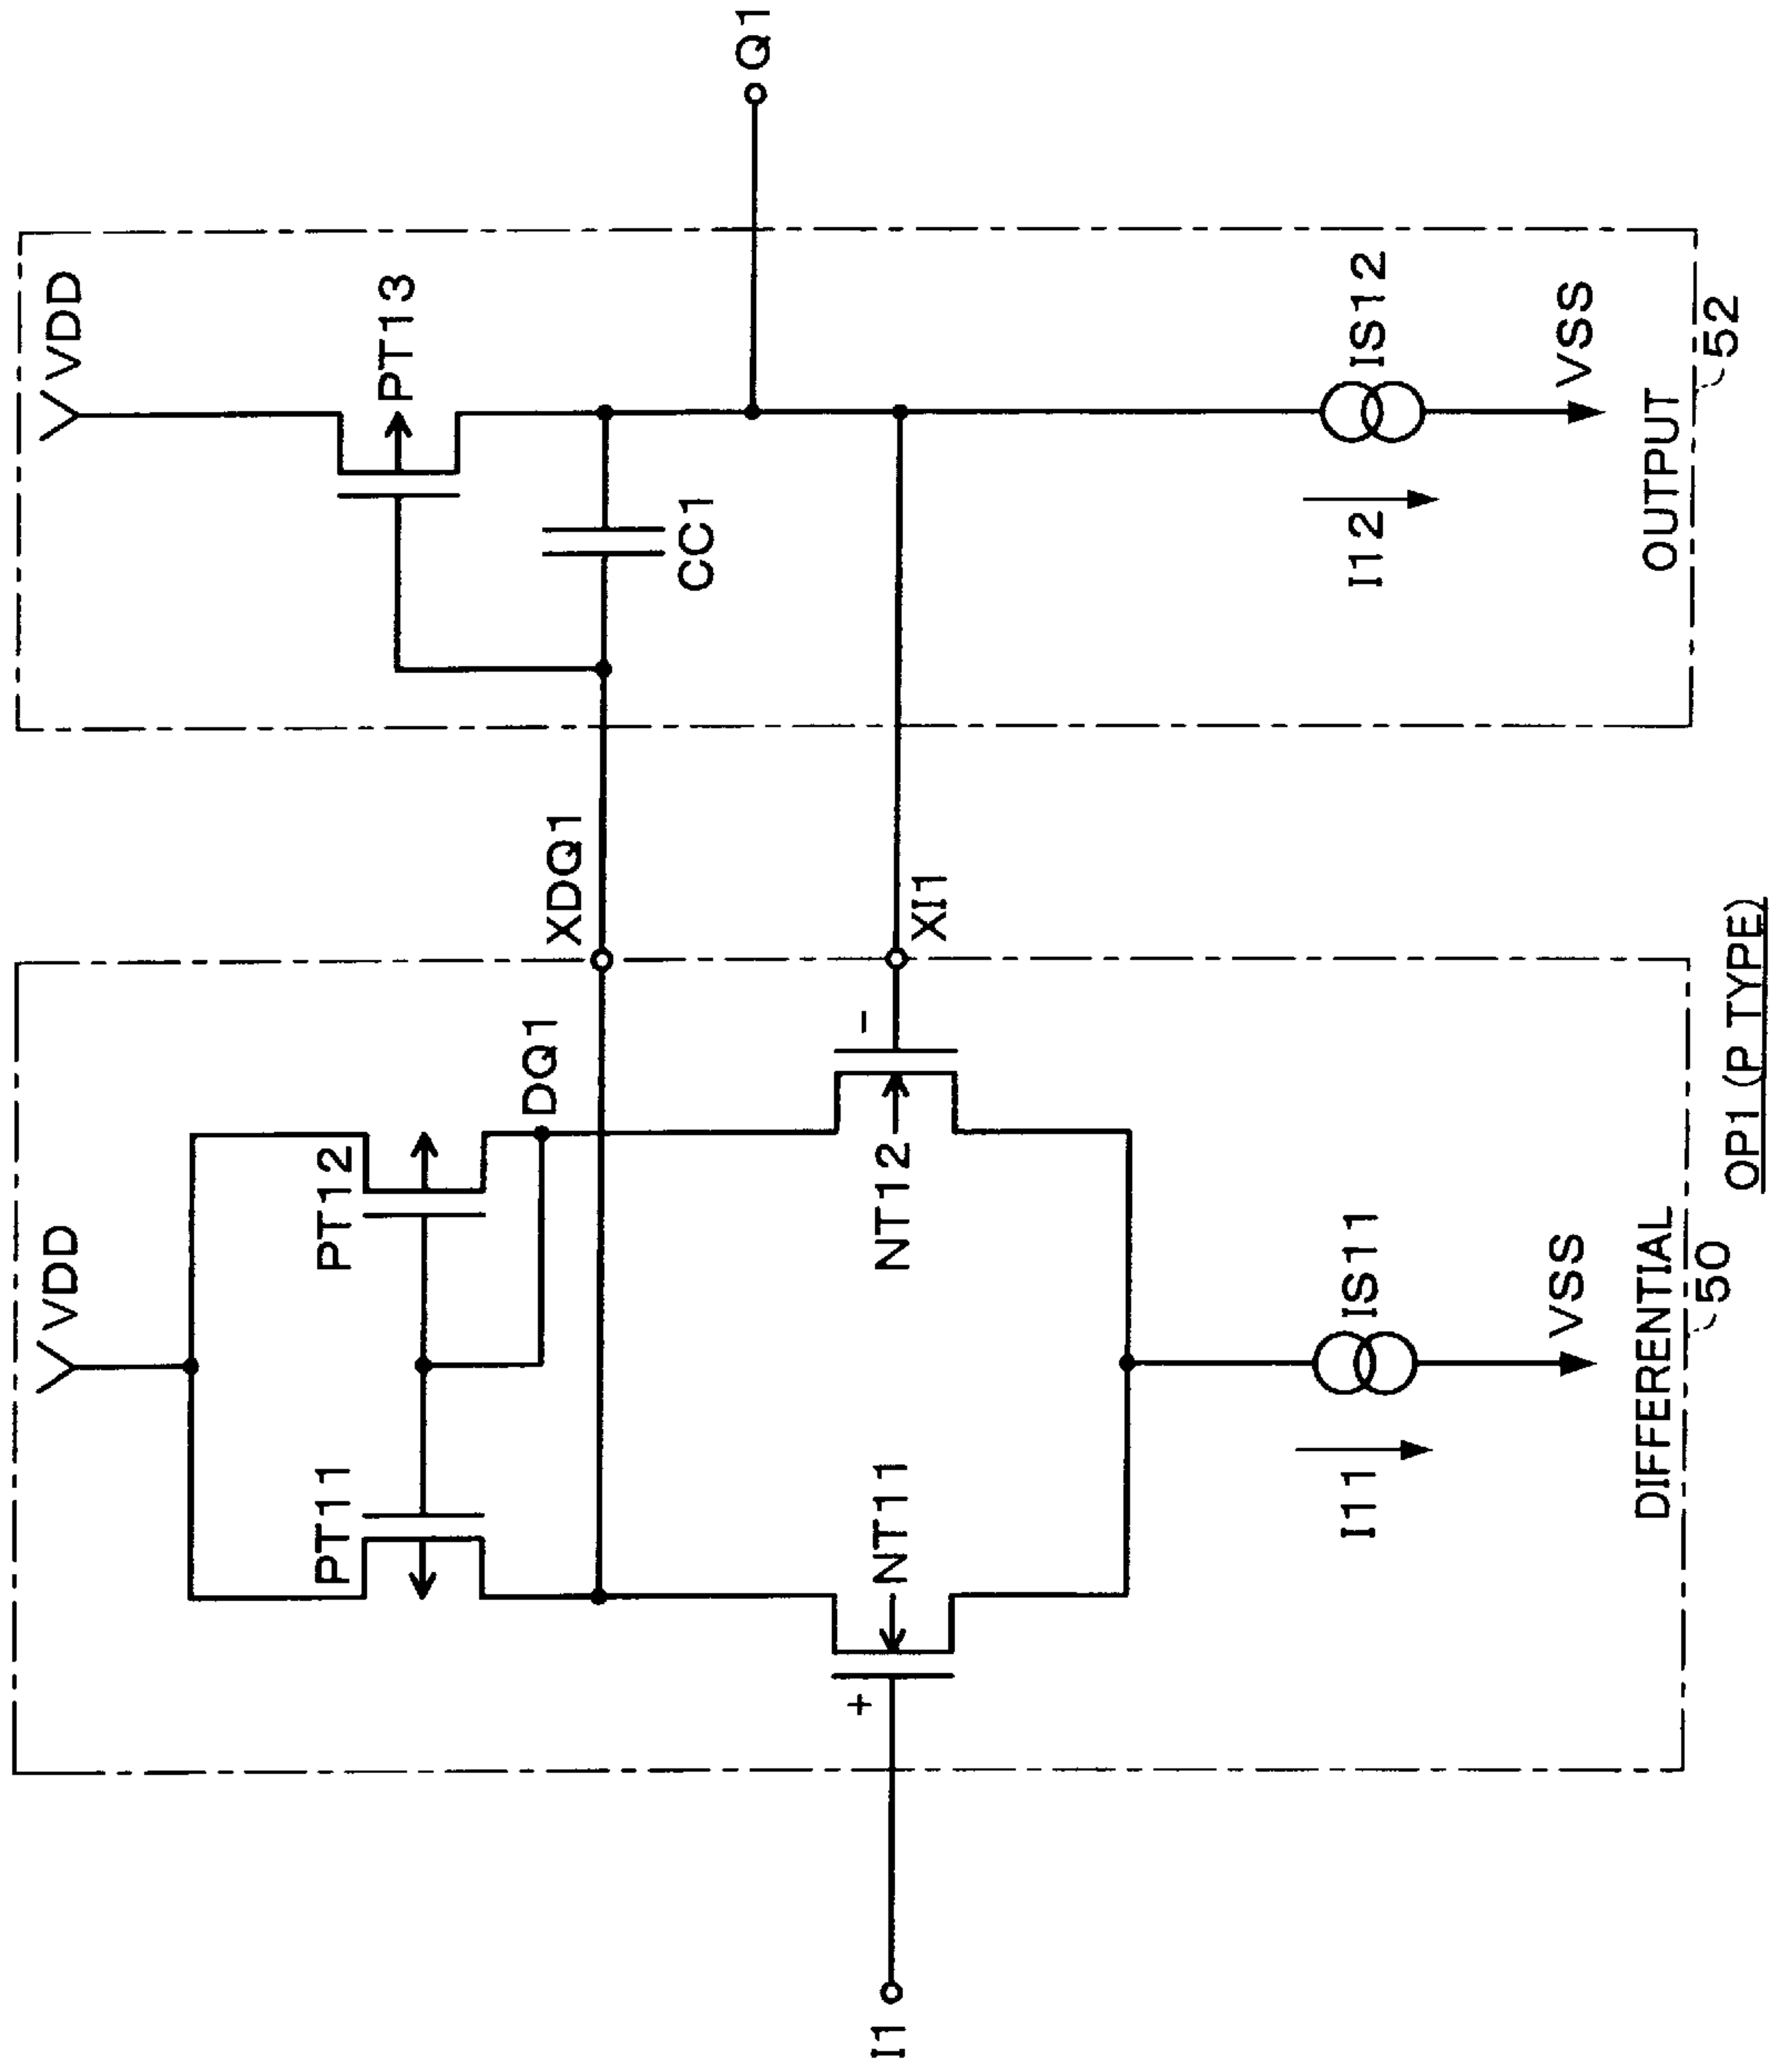 VDD
VDD
PT11
PT12
PT13
DQ1
XDQ1
CC1
Q1
I1
+
NT11
NT12
-
XI1
I11
IS11
I12
IS12
VSS
VSS
DIFFERENTIAL
50
OUTPUT
52
OP1 (P TYPE)